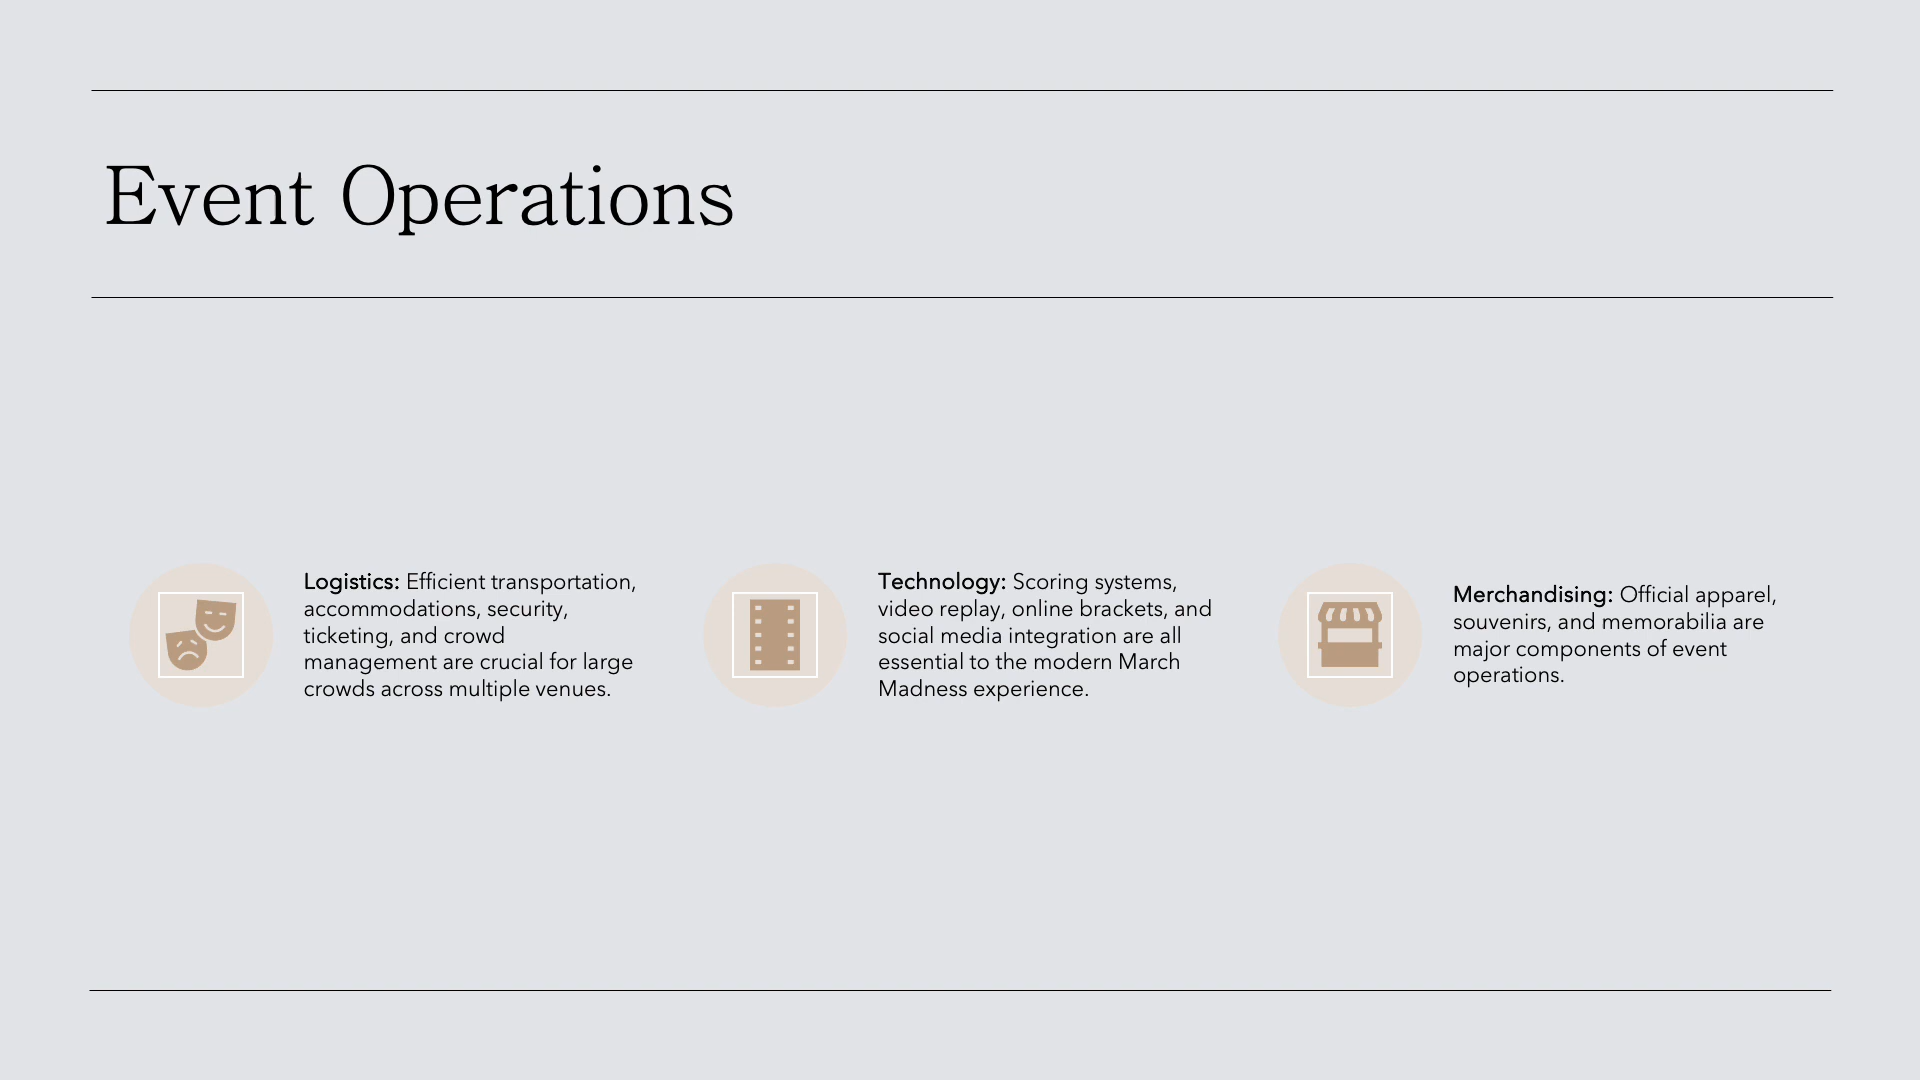 Event Operations
Logistics: Efficient transportation,
accommodations, security,
ticketing, and crowd
management are crucial for large
crowds across multiple venues.
Technology: Scoring systems,
video replay, online brackets, and
social media integration are all
essential to the modern March
Madness experience.
Merchandising: Official apparel,
souvenirs, and memorabilia are
major components of event
operations.